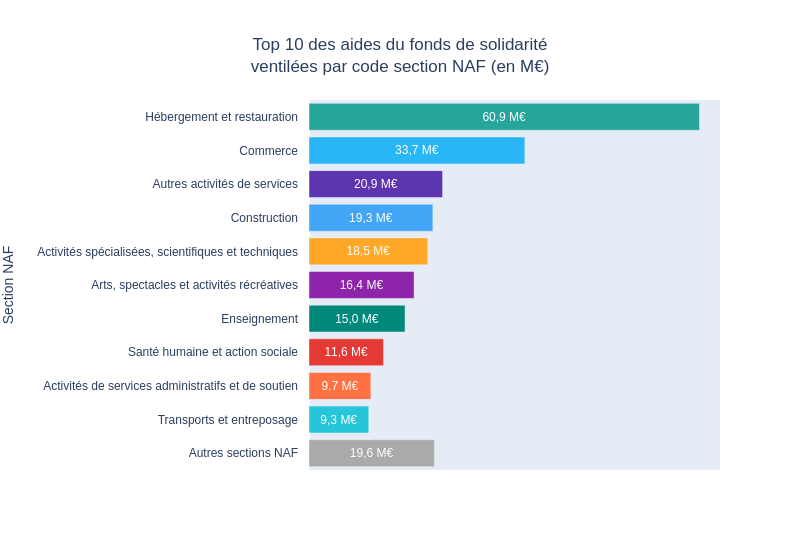 Top 10 des aides du fonds de solidarité
ventilées par code section NAF (en M€)
Section NAF
Hébergement et restauration 60,9 M€
Commerce 33,7 M€
Autres activités de services 20,9 M€
Construction 19,3 M€
Activités spécialisées, scientifiques et techniques 18,5 M€
Arts, spectacles et activités récréatives 16,4 M€
Enseignement 15,0 M€
Santé humaine et action sociale 11,6 M€
Activités de services administratifs et de soutien 9,7 M€
Transports et entreposage 9,3 M€
Autres sections NAF 19,6 M€